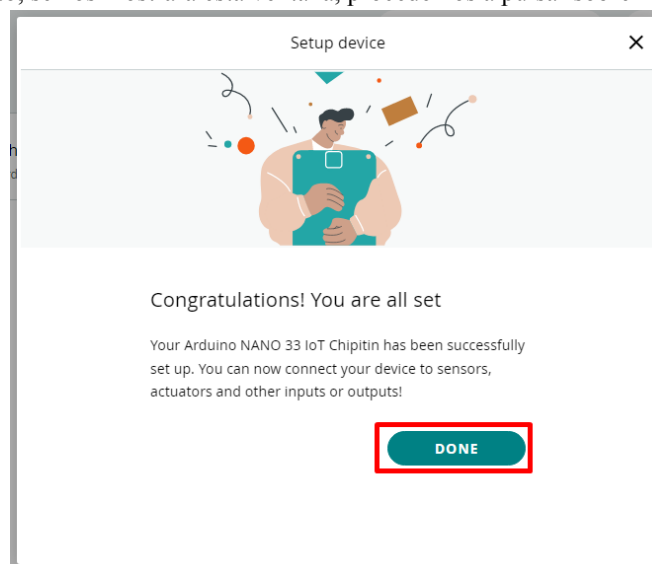 Setup device
Congratulations! You are all set
Your Arduino NANO 33 IoT Chipitin has been successfully
set up. You can now connect your device to sensors,
actuators and other inputs or outputs!
DONE